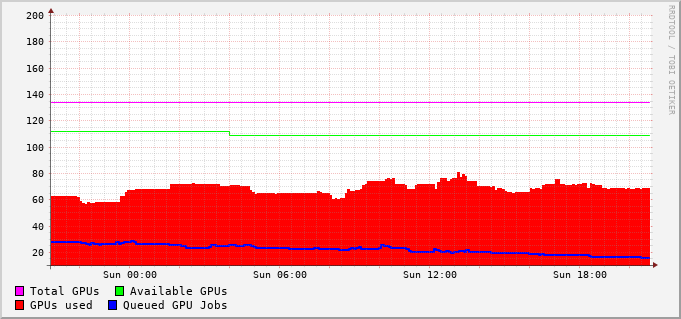 200
180
160
140
120
100
80
60
40
20
Sun 00:00 Sun 06:00 Sun 12:00 Sun 18:00
Total GPUs Available GPUs
GPUs used Queued GPU Jobs
RRDTOOL / TOBI OETIKER